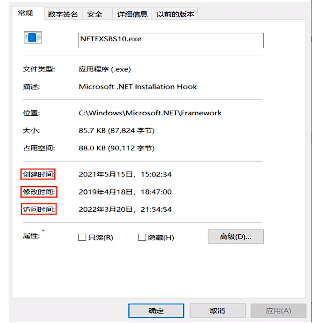 常规 数字签名 安全 详细信息 以前的版本
NETFXSBS10.exe
文件类型: 应用程序 (.exe)
描述: Microsoft .NET Installation Hook
位置: C:\Windows\Microsoft.NET\Framework
大小: 85.7 KB (87,824 字节)
占用空间: 88.0 KB (90,112 字节)
创建时间: 2021年5月15日，15:02:34
修改时间: 2019年4月18日，18:47:00
访问时间: 2022年3月20日，21:54:54
属性: 只读(R) 隐藏(H) 高级(D)...
确定 取消 应用(A)